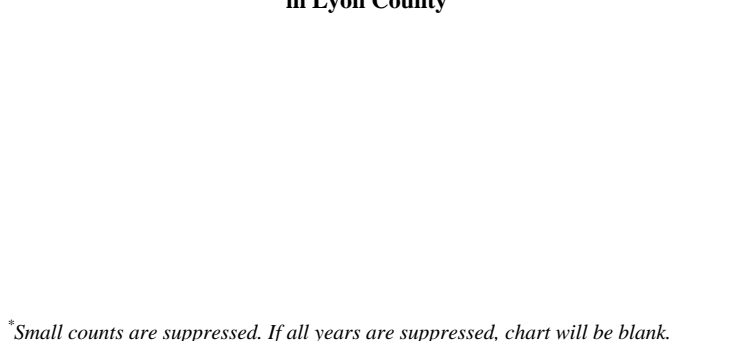 in Lyon County
*Small counts are suppressed. If all years are suppressed, chart will be blank.